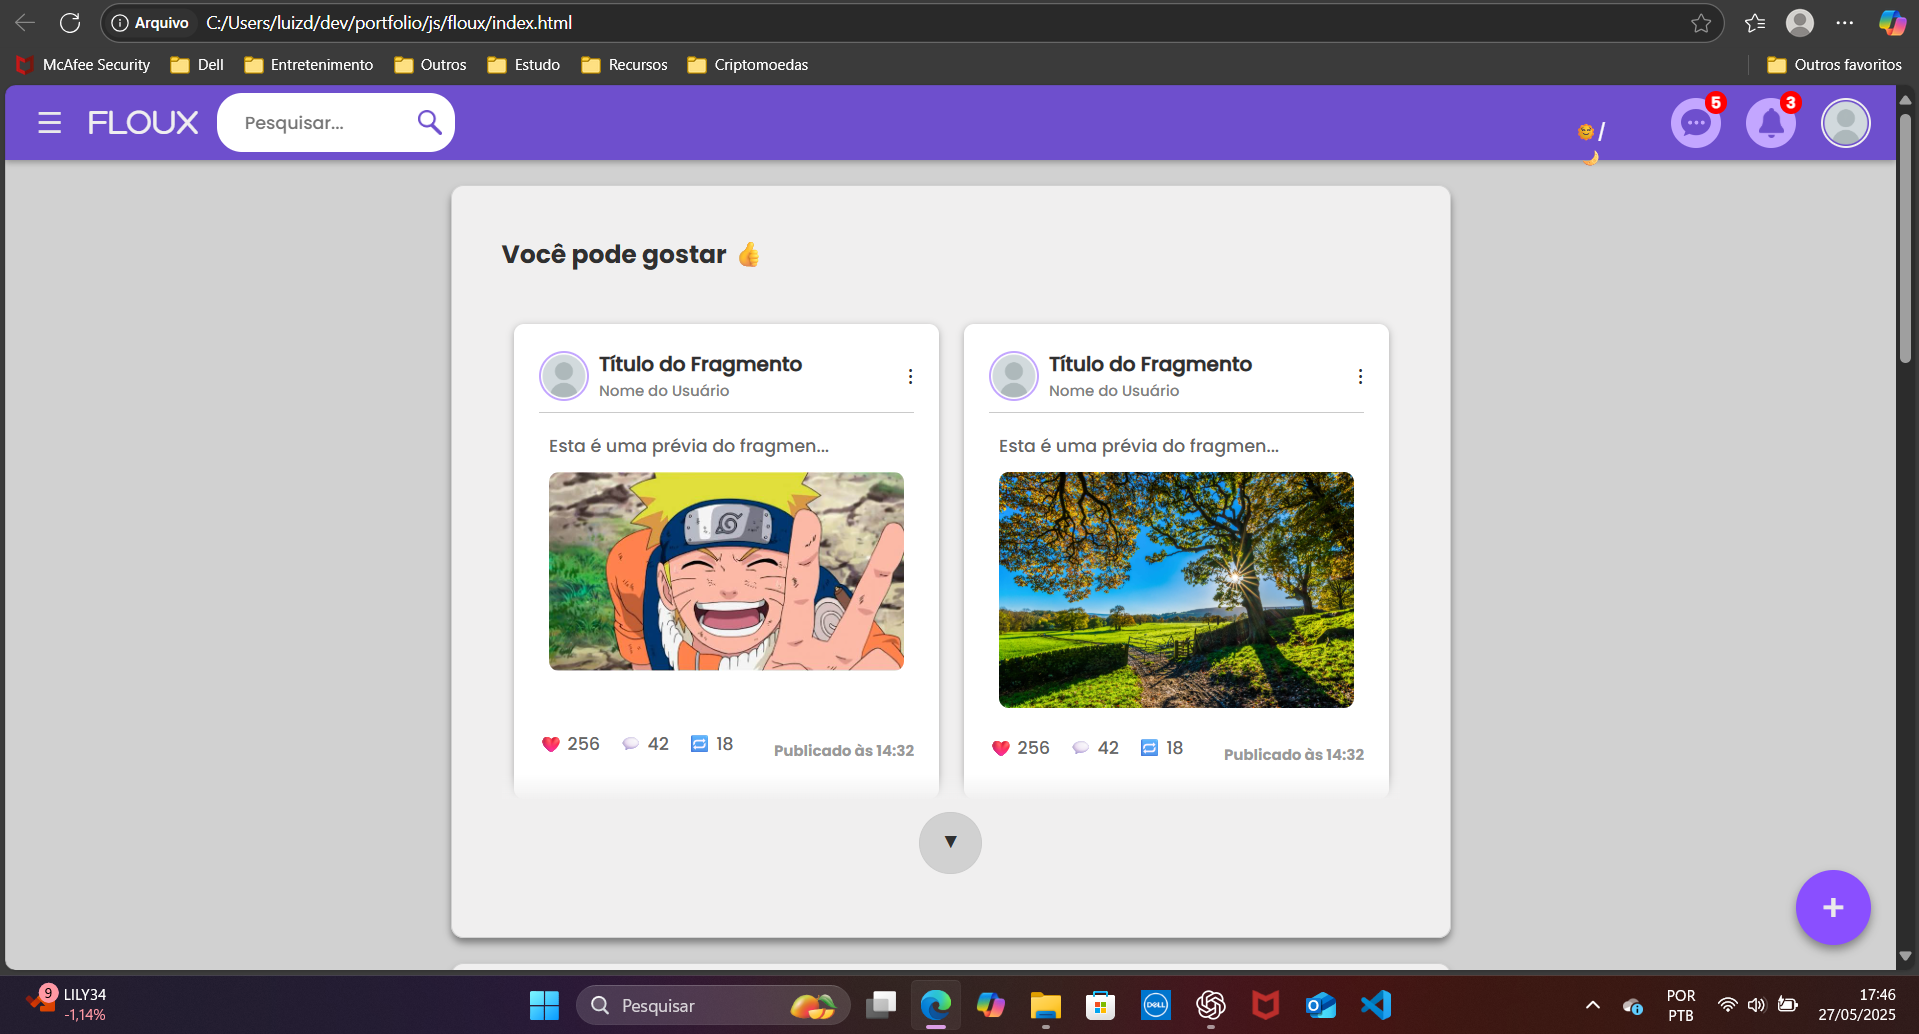 Arquivo C:/Users/luizd/dev/portfolio/js/floux/index.html
McAfee Security Dell Entretenimento Outros Estudo Recursos Criptomoedas Outros favoritos
FLOUX Pesquisar... 🌞/🌙 5 3
Você pode gostar 👍
Título do Fragmento
Nome do Usuário
Esta é uma prévia do fragmen...
❤️ 256 💬 42 🔁 18 Publicado às 14:32
Título do Fragmento
Nome do Usuário
Esta é uma prévia do fragmen...
❤️ 256 💬 42 🔁 18 Publicado às 14:32
▼
+
9 LILY34
-1,14%
Pesquisar
DELL
POR
PTB
17:46
27/05/2025